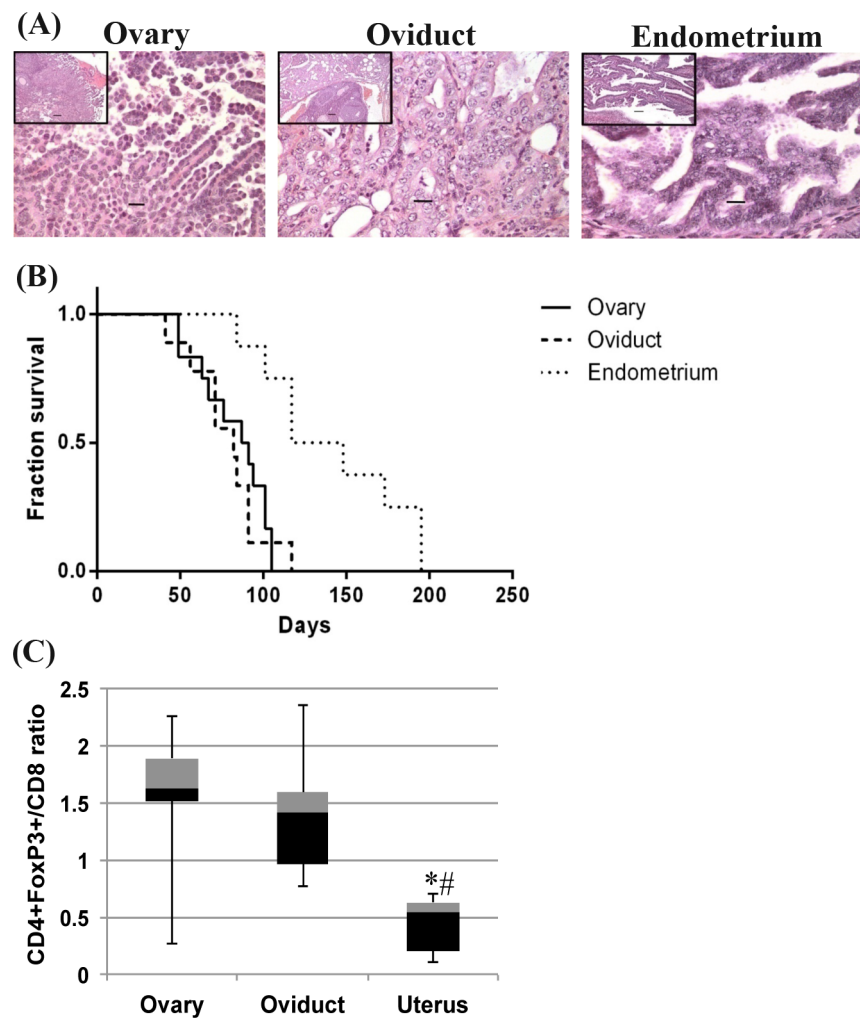 (A)
Ovary
Oviduct
Endometrium
(B)
Fraction survival
1.0
0.5
0.0
0
50
100
150
200
250
Days
Ovary
Oviduct
Endometrium
(C)
CD4+FoxP3+/CD8 ratio
2.5
2
1.5
1
0.5
0
*#
Ovary
Oviduct
Uterus